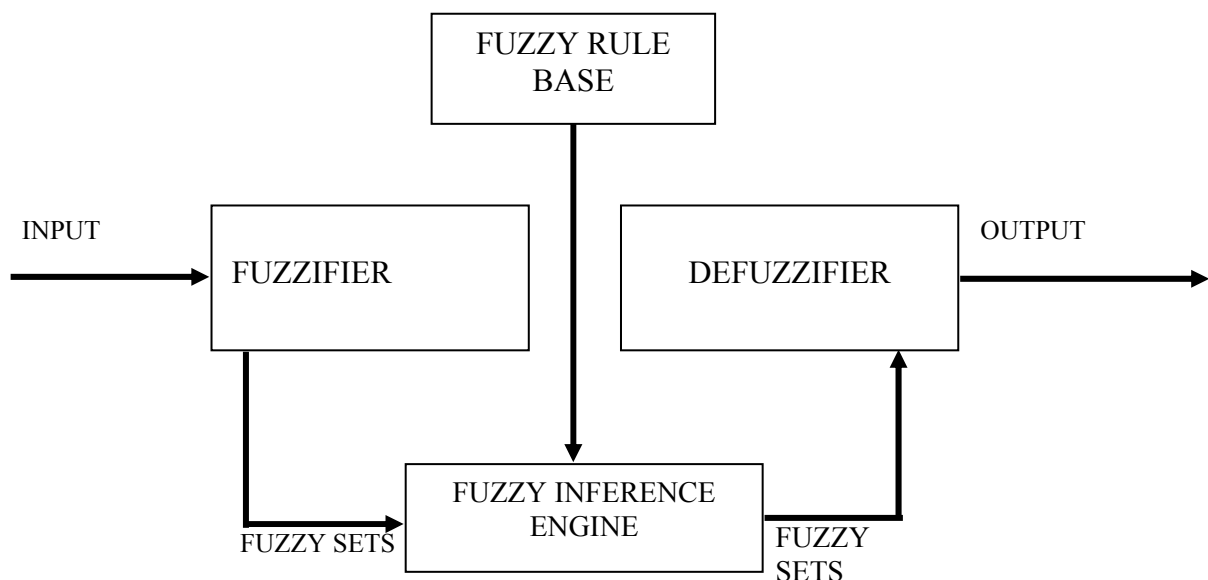 FUZZY RULE
BASE
INPUT
OUTPUT
FUZZIFIER
DEFUZZIFIER
FUZZY INFERENCE
ENGINE
FUZZY SETS
FUZZY
SETS